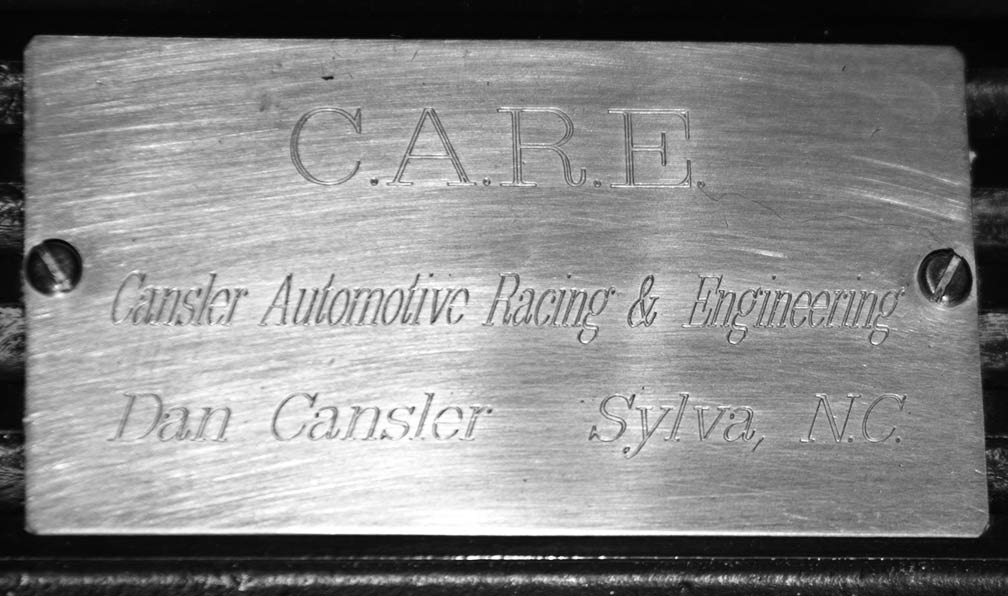 C.A.R.E.
Cansler Automotive Racing & Engineering
Dan Cansler Sylva, N.C.